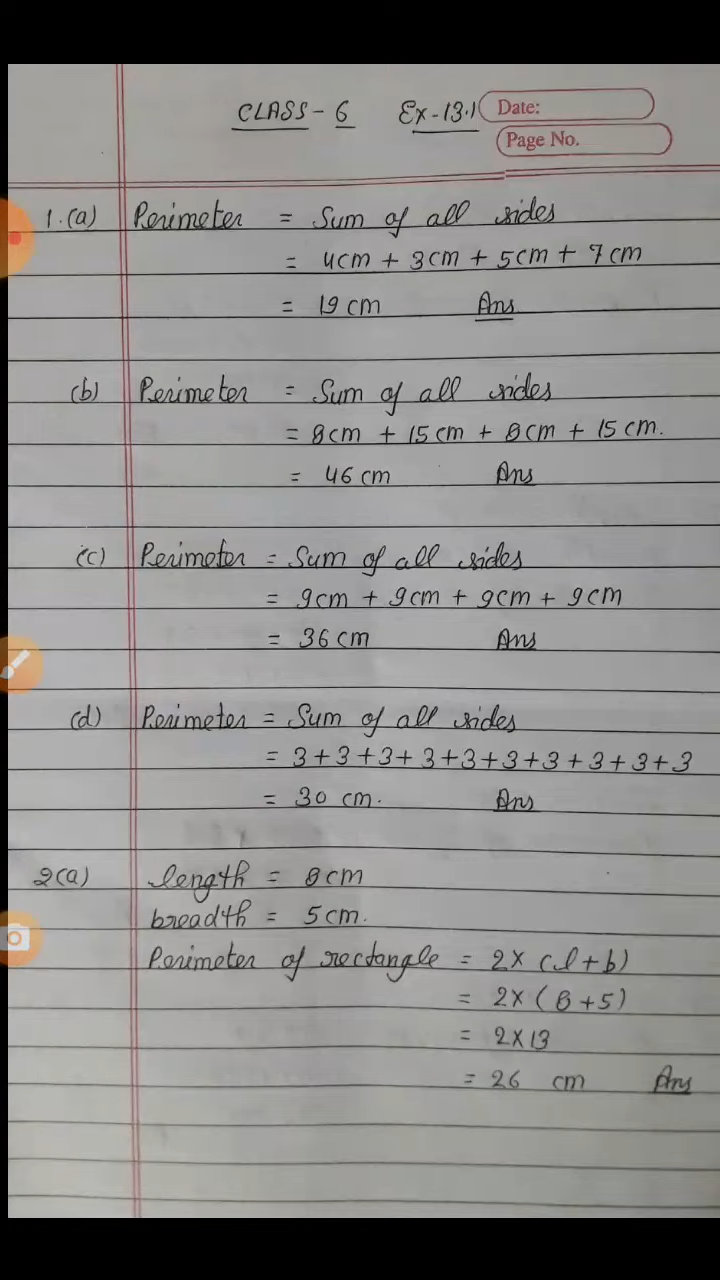 CLASS - 6 Ex-13.1 Date:
Page No.
1.(a) Perimeter = Sum of all sides
= 4cm + 3cm + 5cm + 7cm
= 19 cm Ans
(b) Perimeter = Sum of all sides
= 8cm + 15cm + 8cm + 15cm.
= 46 cm Ans
(c) Perimeter = Sum of all sides
= 9cm + 9cm + 9cm + 9cm
= 36 cm Ans
(d) Perimeter = Sum of all sides
= 3+3+3+3+3+3+3+3+3+3
= 30 cm. Ans
2(a) length = 8cm
breadth = 5cm.
Perimeter of rectangle = 2x (l+b)
= 2x (8+5)
= 2x13
= 26 cm Ans